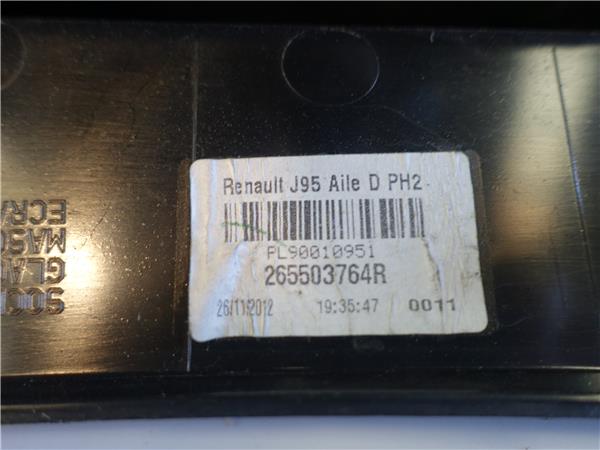 Renault J95 Aile D PH2
PL90010951
265503764R
26/11/2012 19:35:47 0011